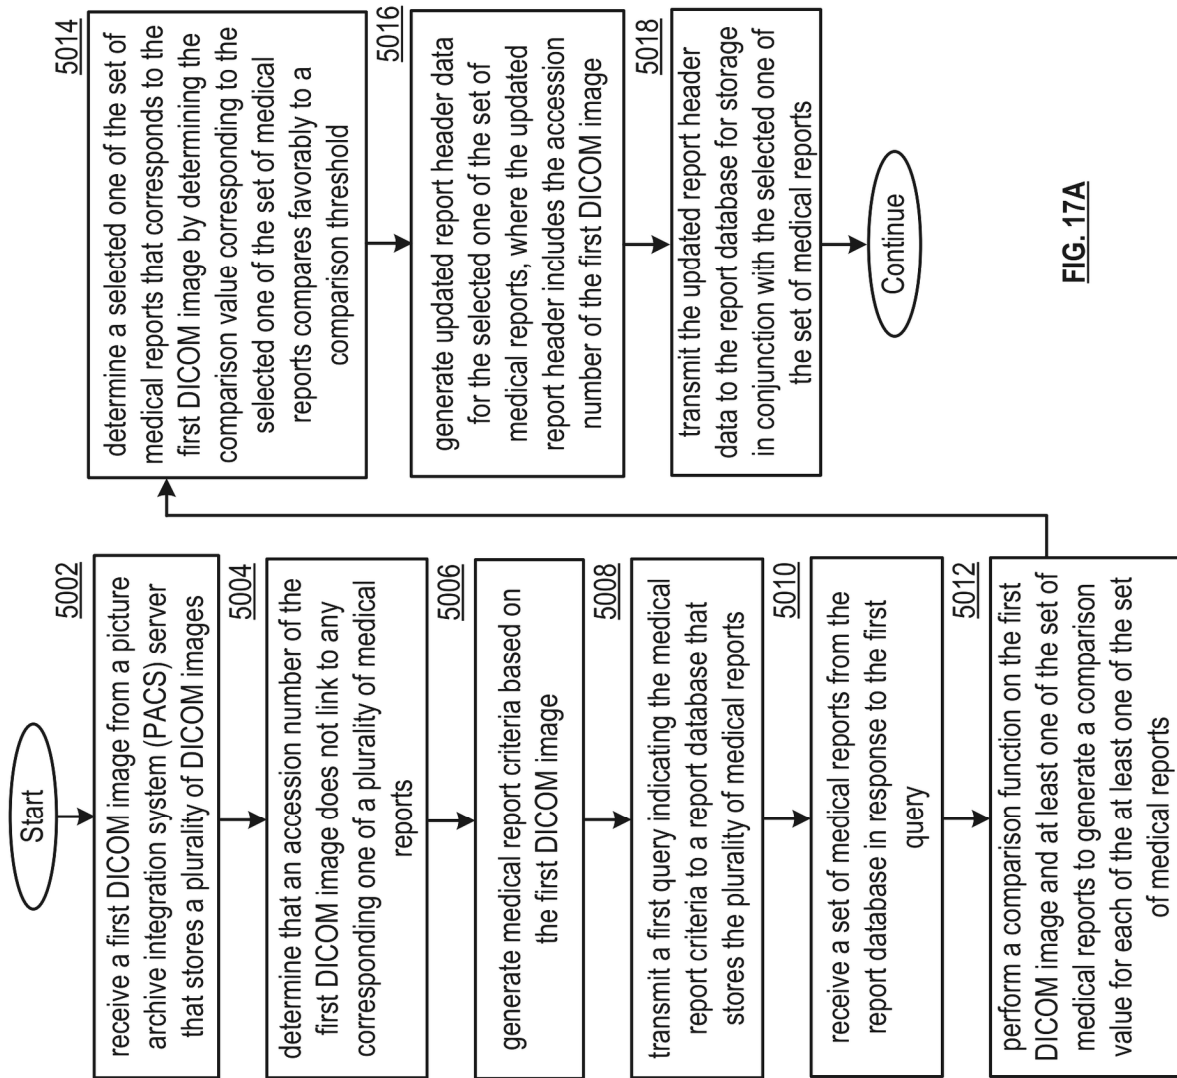 Start
5002
receive a first DICOM image from a picture
archive integration system (PACS) server
that stores a plurality of DICOM images
5004
determine that an accession number of the
first DICOM image does not link to any
corresponding one of a plurality of medical
reports
5006
generate medical report criteria based on
the first DICOM image
5008
transmit a first query indicating the medical
report criteria to a report database that
stores the plurality of medical reports
5010
receive a set of medical reports from the
report database in response to the first
query
5012
perform a comparison function on the first
DICOM image and at least one of the set of
medical reports to generate a comparison
value for each of the at least one of the set
of medical reports
5014
determine a selected one of the set of
medical reports that corresponds to the
first DICOM image by determining the
comparison value corresponding to the
selected one of the set of medical
reports compares favorably to a
comparison threshold
5016
generate updated report header data
for the selected one of the set of
medical reports, where the updated
report header includes the accession
number of the first DICOM image
5018
transmit the updated report header
data to the report database for storage
in conjunction with the selected one of
the set of medical reports
Continue
FIG. 17A